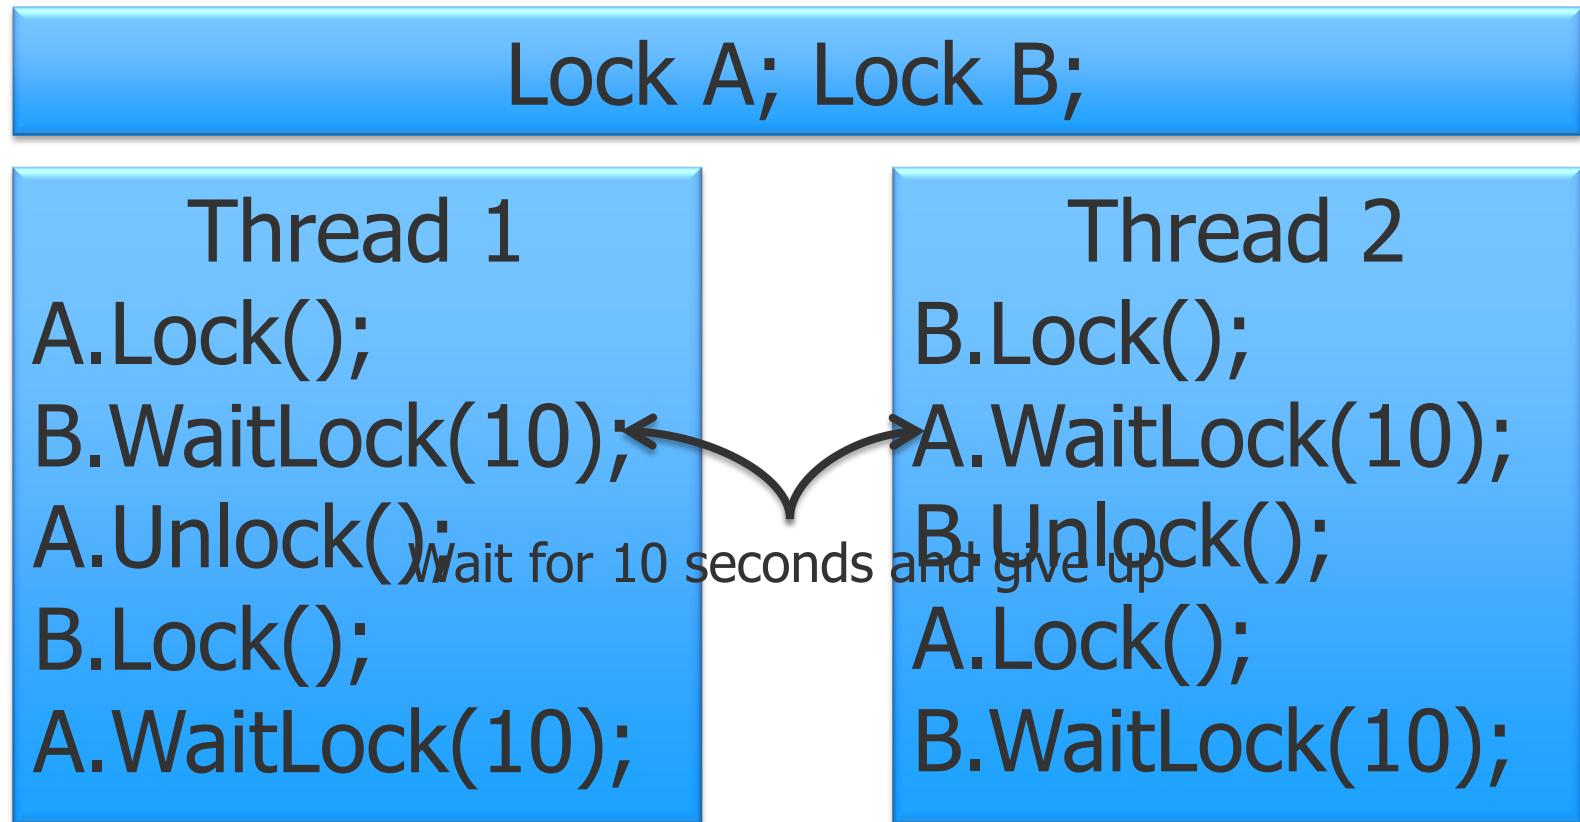 Lock A; Lock B;
Thread 1
A.Lock();
B.WaitLock(10);
A.Unlock();
B.Lock();
A.WaitLock(10);
Wait for 10 seconds and give up
Thread 2
B.Lock();
A.WaitLock(10);
B.Unlock();
A.Lock();
B.WaitLock(10);